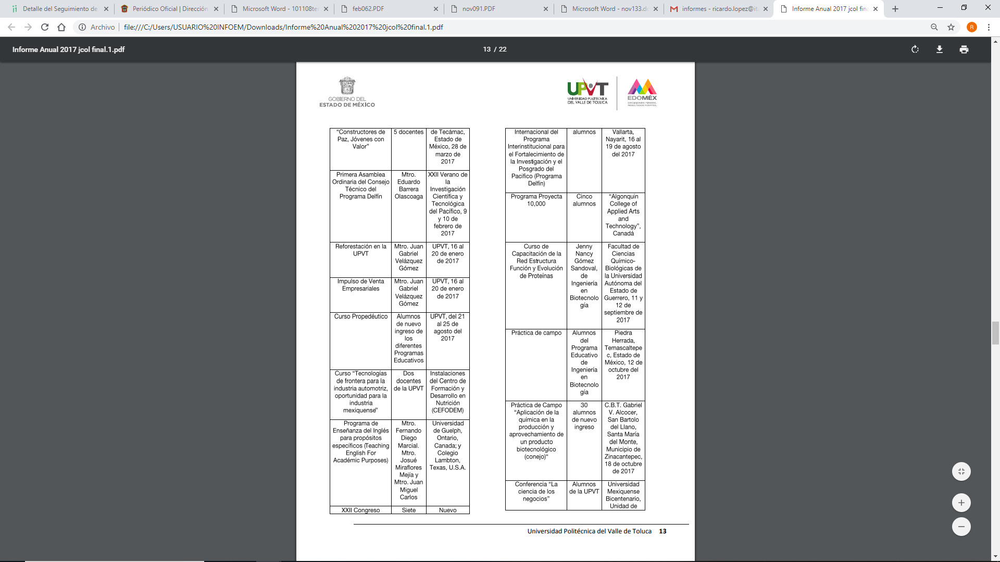 Detalle del Seguimiento de
Periódico Oficial | Dirección
Microsoft Word - 101108ter
feb062.PDF
nov091.PDF
Microsoft Word - nov133.do
informes - ricardo.lopez@it
Informe Anual 2017 jcol fina
Archivo
file:///C:/Users/USUARIO%20INFOEM/Downloads/Informe%20Anual%202017%20jcol%20final.1.pdf
R
Informe Anual 2017 jcol final.1.pdf
13 / 22
GOBIERNO DEL
ESTADO DE MÉXICO
UPVT
UNIVERSIDAD POLITÉCNICA
DEL VALLE DE TOLUCA
EDOMÉX
DECISIONES FIRMES,
RESULTADOS FUERTES.
“Constructores de
Paz, Jóvenes con
Valor”
5 docentes
de Tecámac,
Estado de
México, 28 de
marzo de
2017
Primera Asamblea
Ordinaria del Consejo
Técnico del
Programa Delfín
Mtro.
Eduardo
Barrera
Olascoaga
XXII Verano de
la
Investigación
Científica y
Tecnológica
del Pacífico, 9
y 10 de
febrero de
2017
Reforestación en la
UPVT
Mtro. Juan
Gabriel
Velázquez
Gómez
UPVT, 16 al
20 de enero
de 2017
Impulso de Venta
Empresariales
Mtro. Juan
Gabriel
Velázquez
Gómez
UPVT, 16 al
20 de enero
de 2017
Curso Propedéutico
Alumnos
de nuevo
ingreso de
los
diferentes
Programas
Educativos
UPVT, del 21
al 25 de
agosto del
2017
Curso “Tecnologías
de frontera para la
industria automotriz,
oportunidad para la
industria
mexiquense”
Dos
docentes
de la UPVT
Instalaciones
del Centro de
Formación y
Desarrollo en
Nutrición
(CEFODEM)
Programa de
Enseñanza del Inglés
para propósitos
específicos (Teaching
English For
Académic Purposes)
Mtro.
Fernando
Diego
Marcial.
Mtro.
Josué
Miraflores
Mejía y
Mtro. Juan
Miguel
Carlos
Universidad
de Guelph,
Ontario,
Canada; y
Colegio
Lambton,
Texas, U.S.A.
XXII Congreso
Siete
Nuevo
Internacional del
Programa
Interinstitucional para
el Fortalecimiento de
la Investigación y el
Posgrado del
Pacifico (Programa
Delfín)
alumnos
Vallarta,
Nayarit, 16 al
19 de agosto
del 2017
Programa Proyecta
10,000
Cinco
alumnos
“Algonquin
College of
Applied Arts
and
Technology”,
Canadá
Curso de
Capacitación de la
Red Estructura
Función y Evolución
de Proteínas
Jenny
Nancy
Gómez
Sandoval,
de
Ingeniería
en
Biotecnolo
gía
Facultad de
Ciencias
Químico-
Biológicas de
la Universidad
Autónoma del
Estado de
Guerrero, 11 y
12 de
septiembre de
2017
Práctica de campo
Alumnos
del
Programa
Educativo
de
Ingeniería
en
Biotecnolo
gía
Piedra
Herrada,
Temascaltepe
c, Estado de
México, 12 de
octubre del
2017
Práctica de Campo
“Aplicación de la
química en la
producción y
aprovechamiento de
un producto
biotecnológico
(conejo)“
30
alumnos
de nuevo
ingreso
C.B.T. Gabriel
V. Alcocer,
San Bartolo
del Llano,
Santa María
del Monte,
Municipio de
Zinacantepec,
18 de octubre
de 2017
Conferencia “La
ciencia de los
negocios”
Alumnos
de la UPVT
Universidad
Mexiquense
Bicentenario,
Unidad de
Universidad Politécnica del Valle de Toluca 13